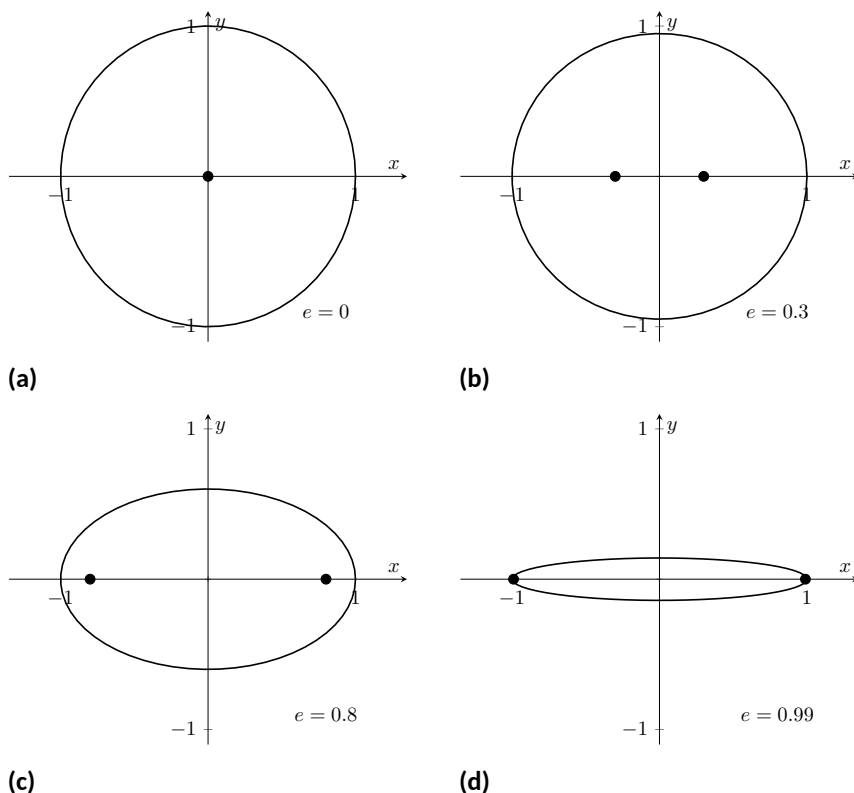 1 y
x
−1 1
−1
e = 0
(a)
1 y
x
−1 1
−1
e = 0.3
(b)
1 y
x
−1 1
−1
e = 0.8
(c)
1 y
x
−1 1
−1
e = 0.99
(d)